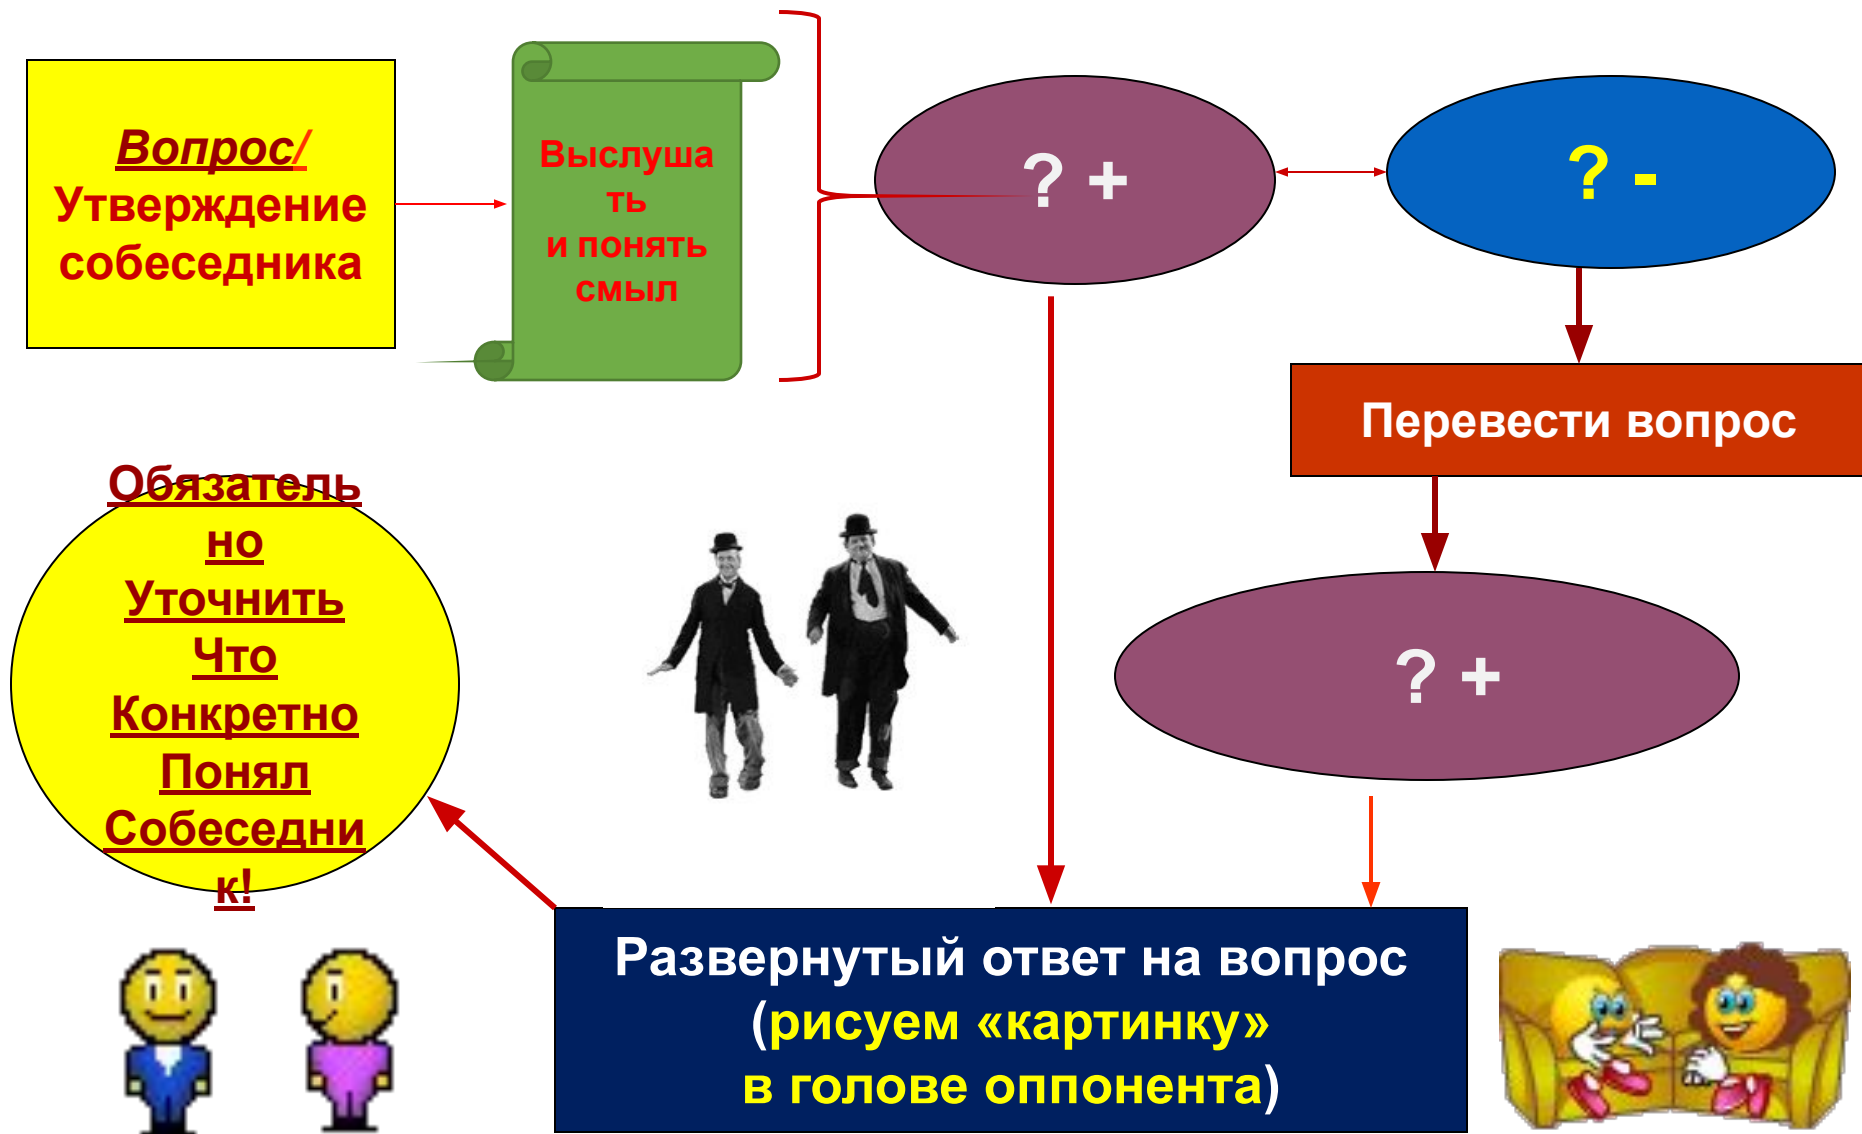 Вопрос/
Утверждение
собеседника
Выслуша
ть
и понять
смыл
? +
? -
Перевести вопрос
? +
Обязатель
но
Уточнить
Что
Конкретно
Понял
Собеседни
к!
Развернутый ответ на вопрос
(рисуем «картинку»
в голове оппонента)